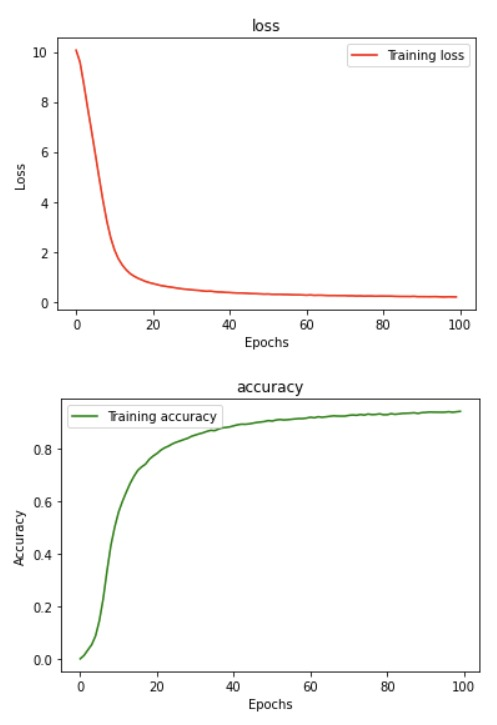 loss
10
Training loss
8
6
Loss
4
2
0
0 20 40 60 80 100
Epochs
accuracy
Training accuracy
0.8
0.6
Accuracy
0.4
0.2
0.0
0 20 40 60 80 100
Epochs